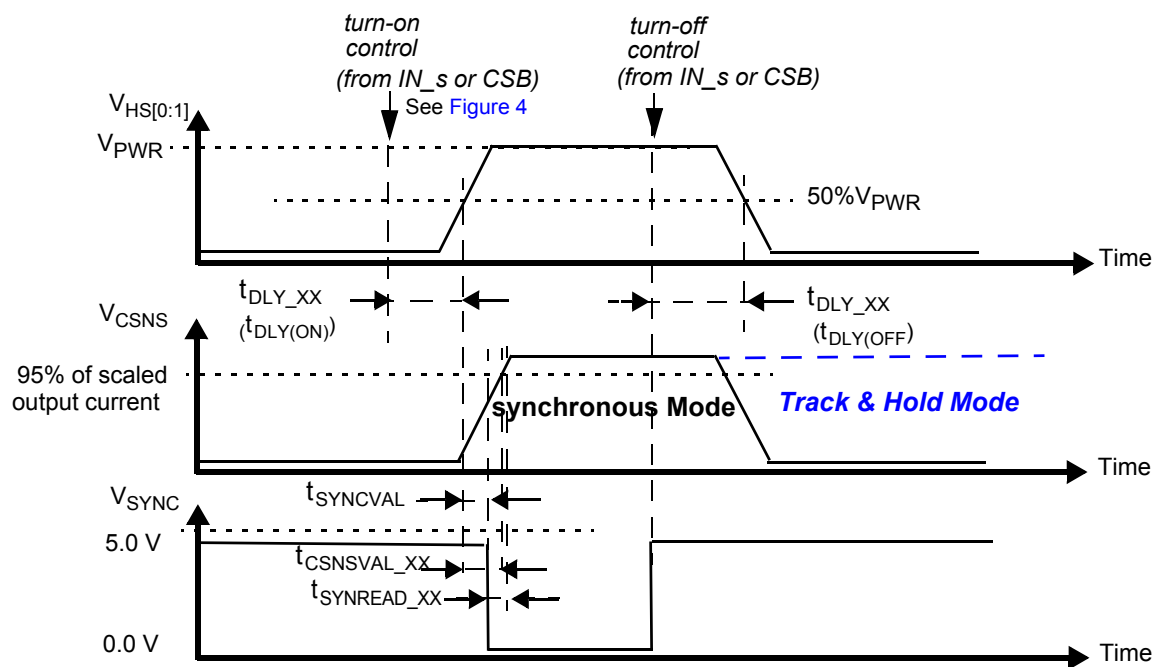 turn-on
control
(from IN_s or CSB)
See Figure 4
turn-off
control
(from IN_s or CSB)
VHS[0:1]
VPWR
50%VPWR
Time
tDLY_XX
(tDLY(ON))
tDLY_XX
(tDLY(OFF)
VCSNS
95% of scaled
output current
synchronous Mode
Track & Hold Mode
Time
tSYNCVAL
VSYNC
5.0 V
tCSNSVAL_XX
tSYNREAD_XX
0.0 V
Time